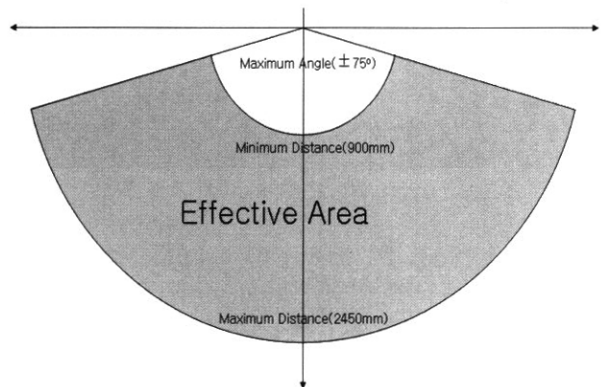 Maximum Angle(±75º)
Minimum Distance(900mm)
Effective Area
Maximum Distance(2450mm)